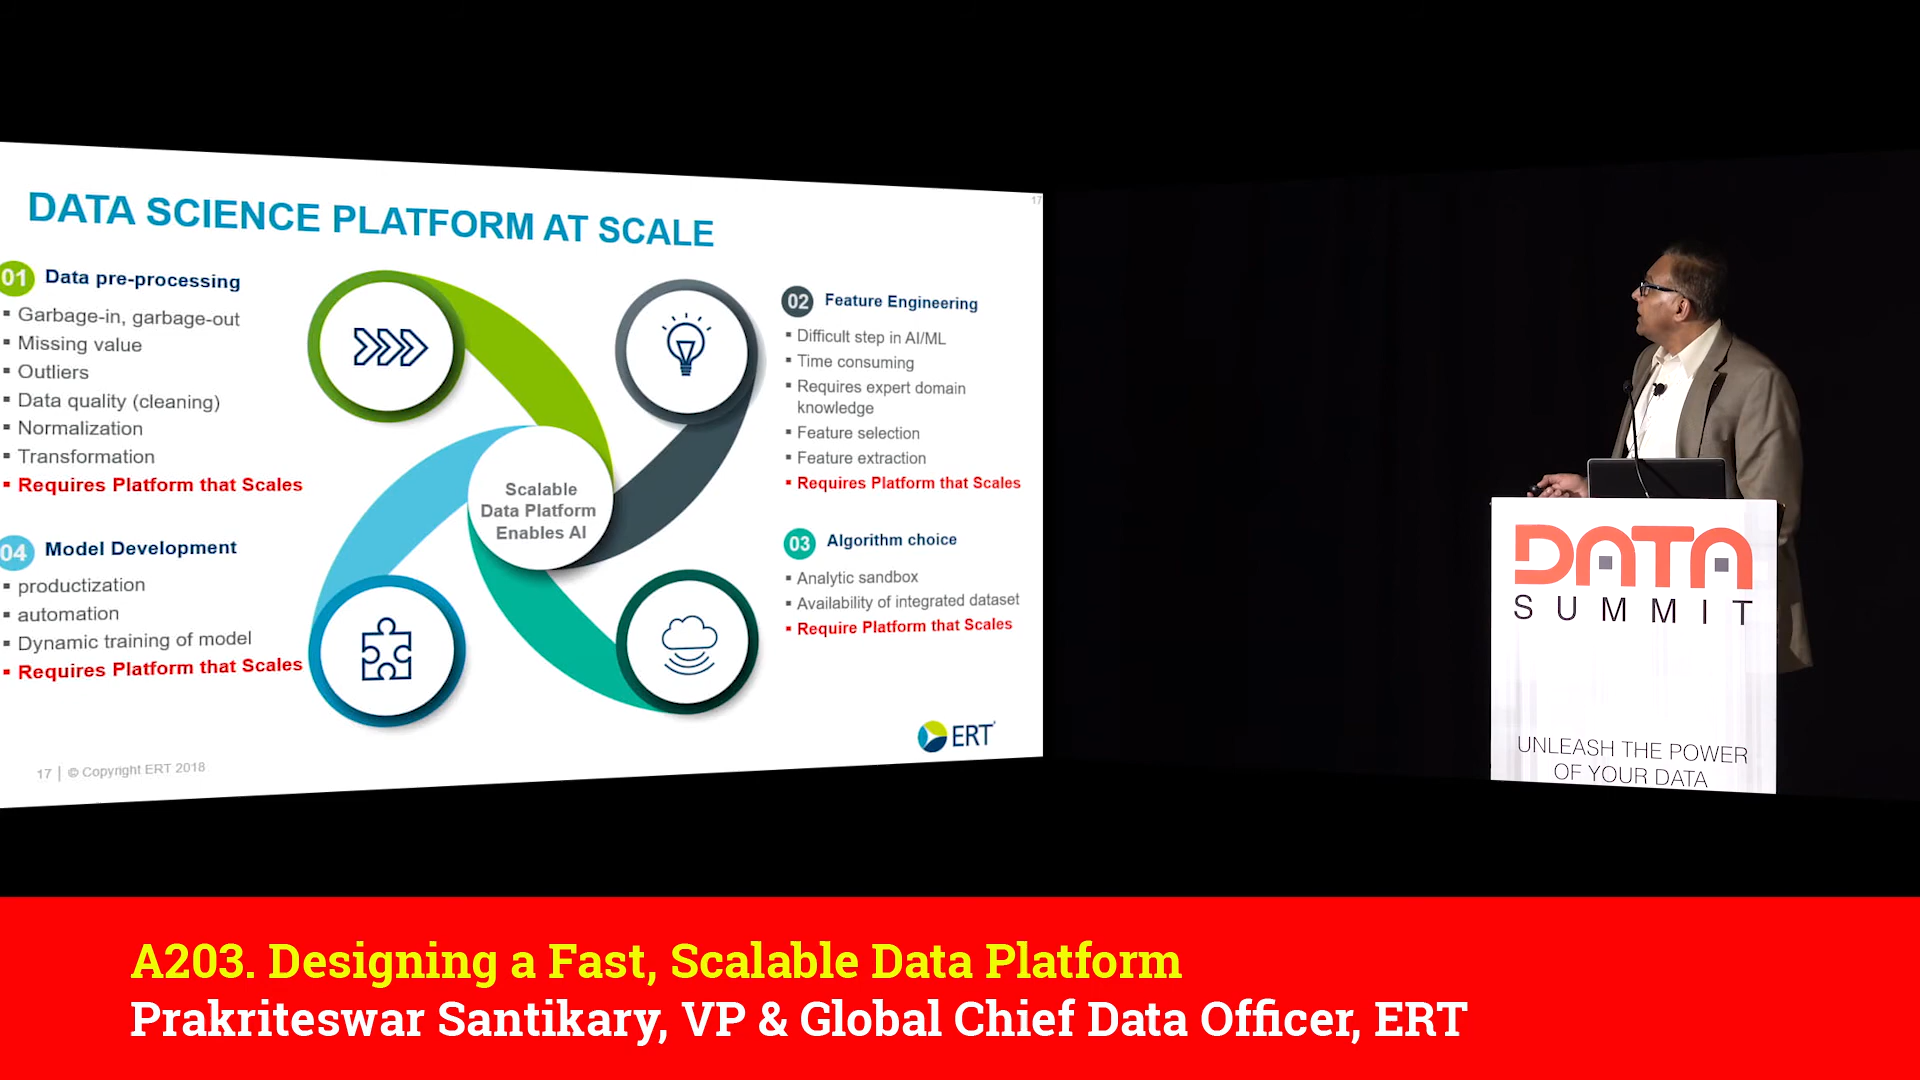 DATA SCIENCE PLATFORM AT SCALE
17
01 Data pre-processing
▪ Garbage-in, garbage-out
▪ Missing value
▪ Outliers
▪ Data quality (cleaning)
▪ Normalization
▪ Transformation
▪ Requires Platform that Scales
02 Feature Engineering
▪ Difficult step in AI/ML
▪ Time consuming
▪ Requires expert domain
knowledge
▪ Feature selection
▪ Feature extraction
▪ Requires Platform that Scales
Scalable
Data Platform
Enables AI
04 Model Development
▪ productization
▪ automation
▪ Dynamic training of model
▪ Requires Platform that Scales
03 Algorithm choice
▪ Analytic sandbox
▪ Availability of integrated dataset
▪ Require Platform that Scales
ERT
17 | © Copyright ERT 2018
DATA
SUMMIT
UNLEASH THE POWER
OF YOUR DATA
A203. Designing a Fast, Scalable Data Platform
Prakriteswar Santikary, VP & Global Chief Data Officer, ERT